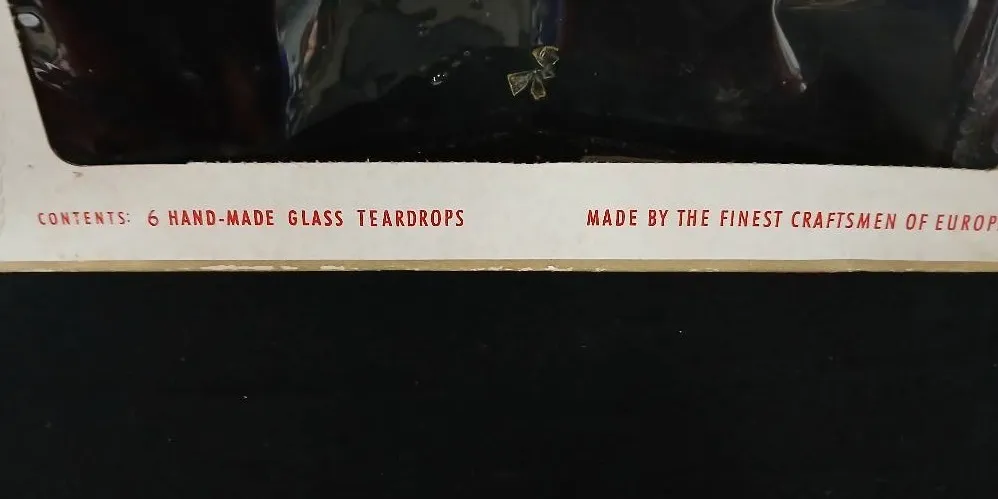 CONTENTS: 6 HAND-MADE GLASS TEARDROPS
MADE BY THE FINEST CRAFTSMEN OF EUROP